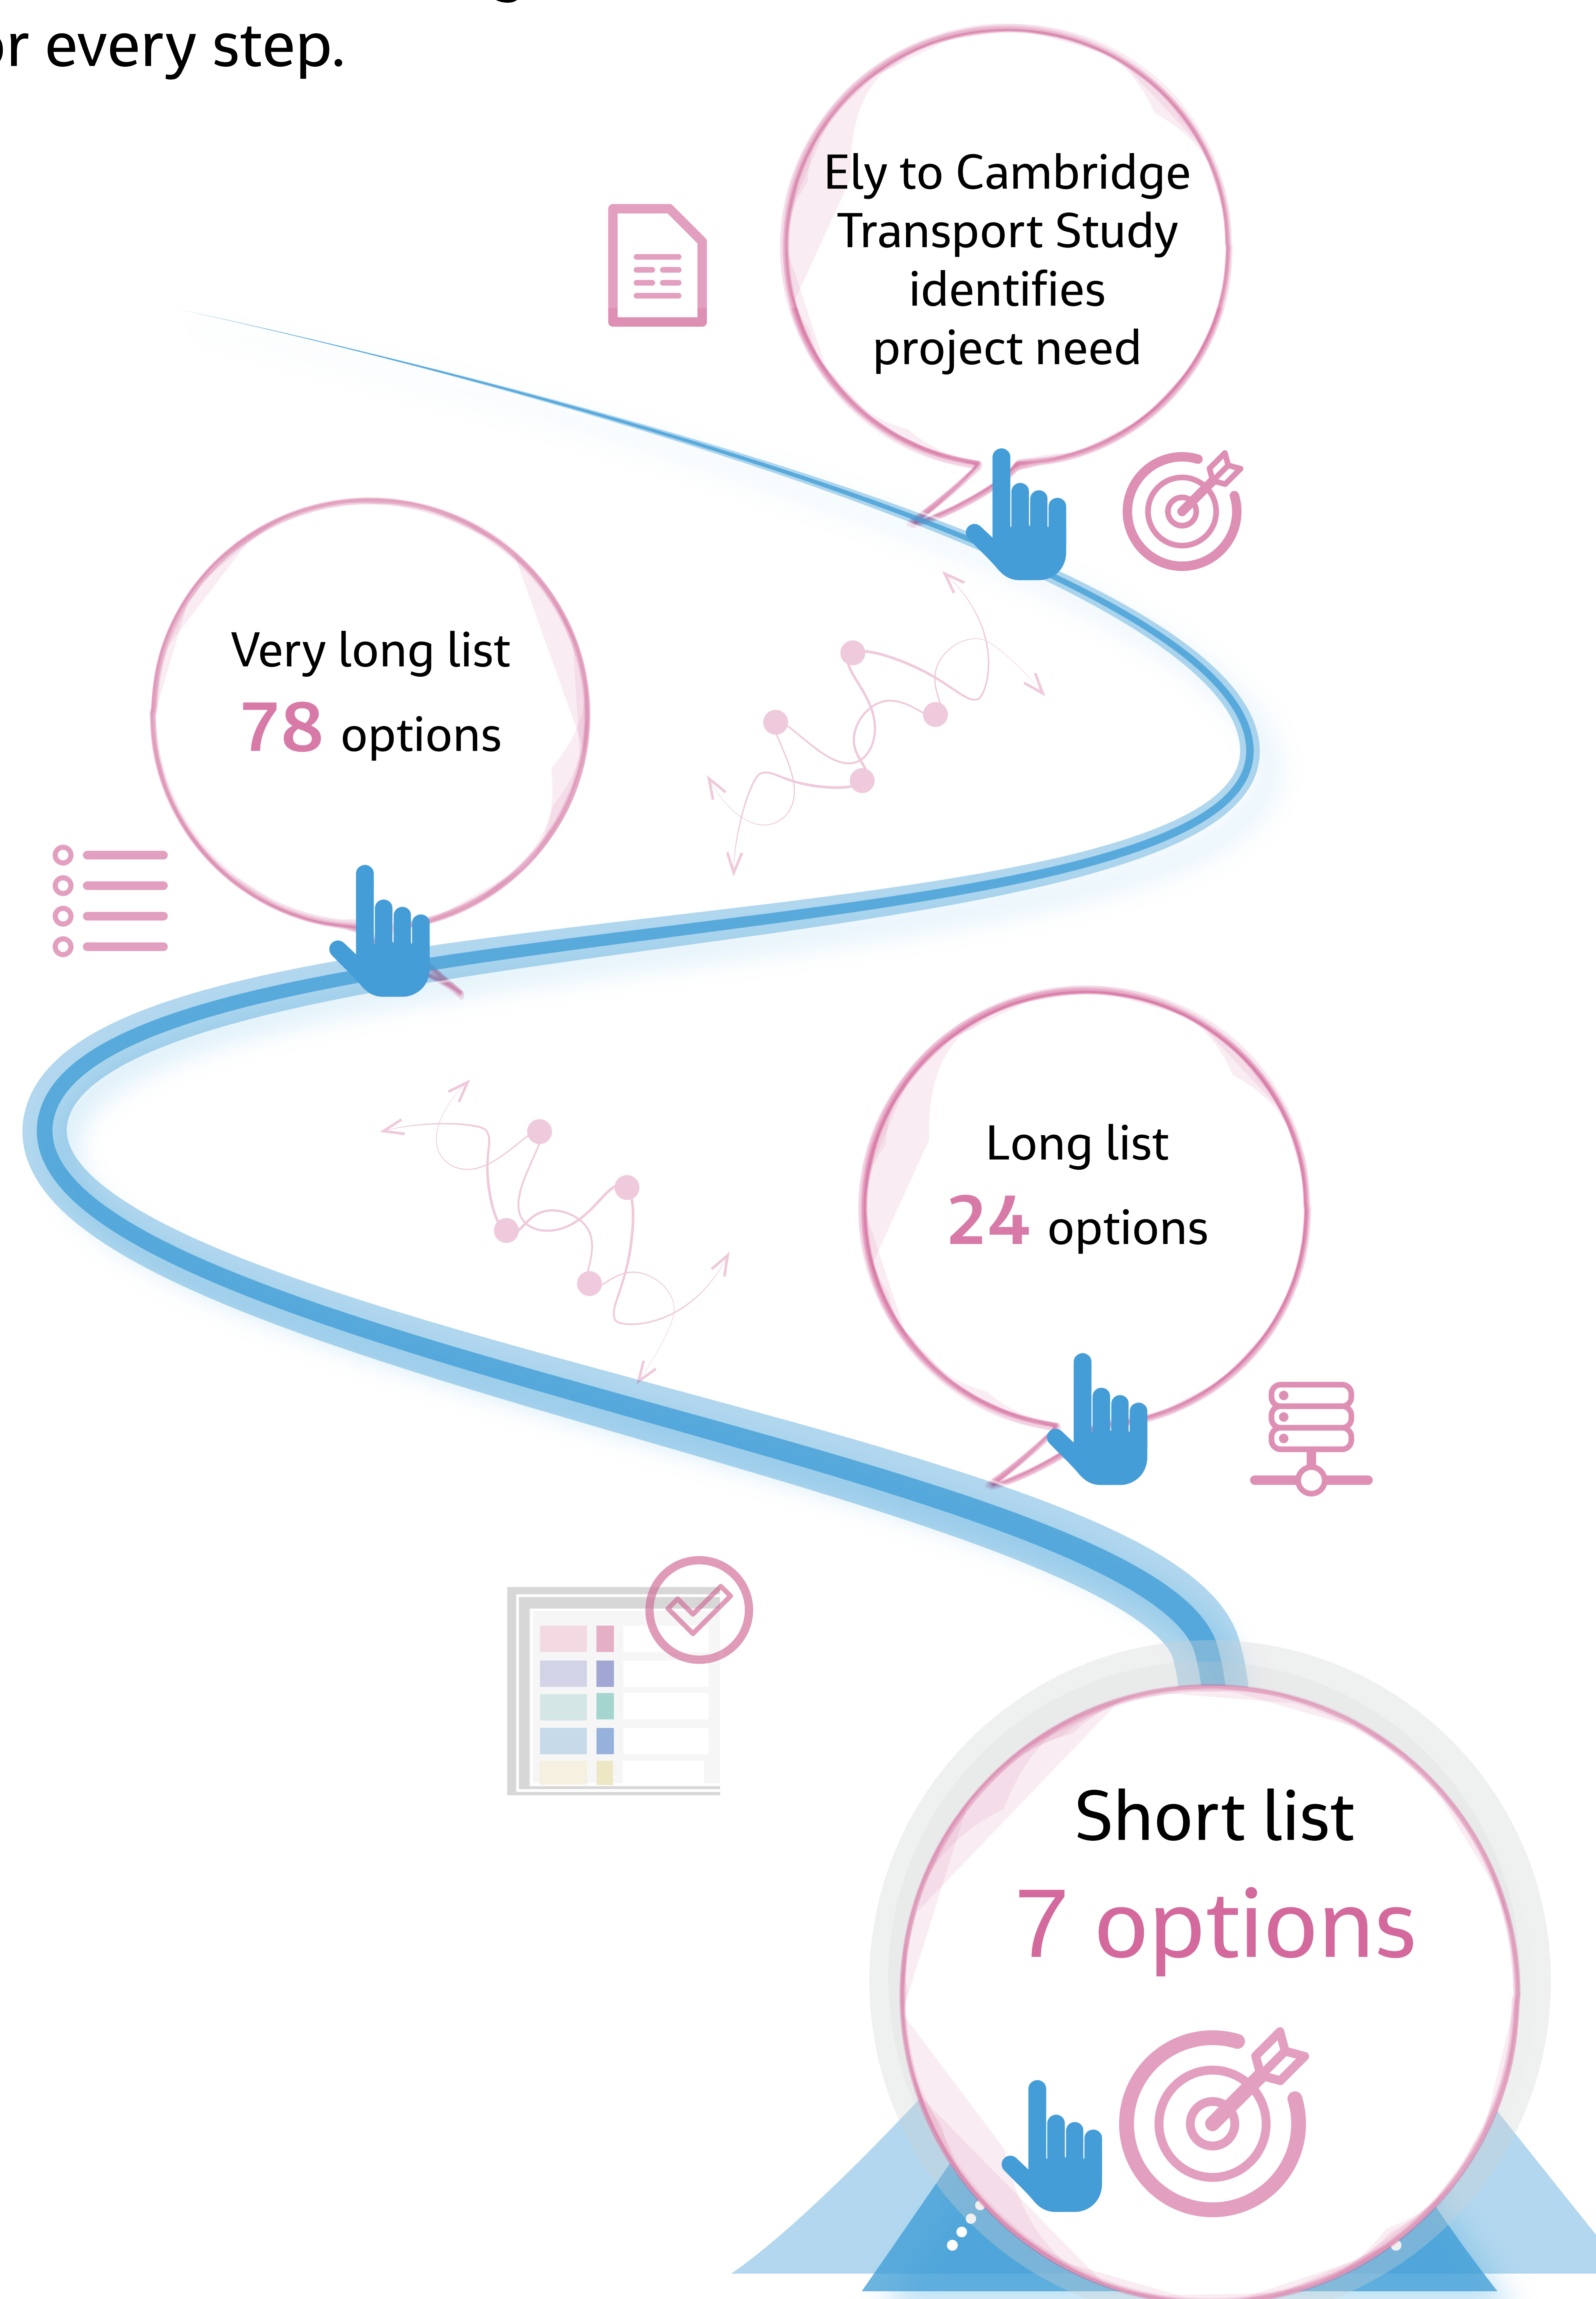 every step.
Ely to Cambridge
Transport Study
identifies
project need
Very long list
78 options
Long list
24 options
Short list
7 options